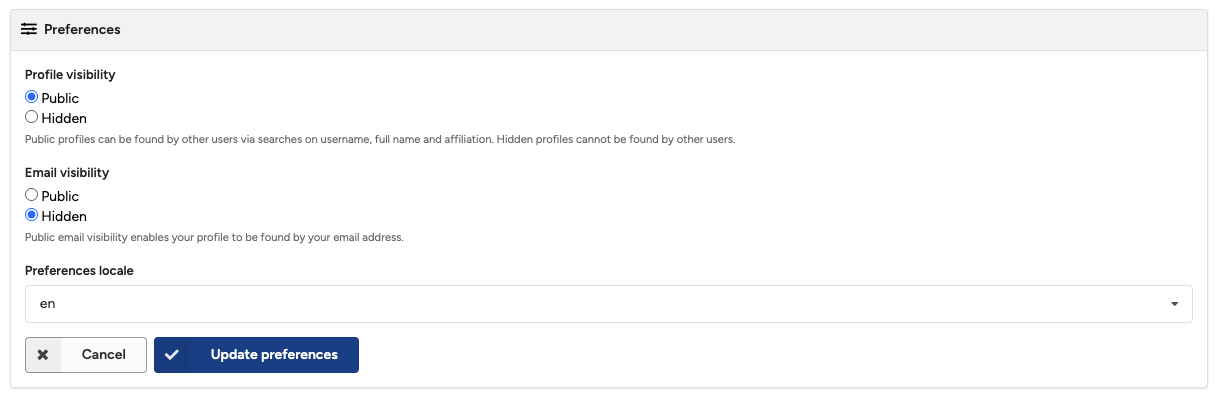 Preferences
Profile visibility
Public
Hidden
Public profiles can be found by other users via searches on username, full name and affiliation. Hidden profiles cannot be found by other users.
Email visibility
Public
Hidden
Public email visibility enables your profile to be found by your email address.
Preferences locale
en
Cancel
Update preferences